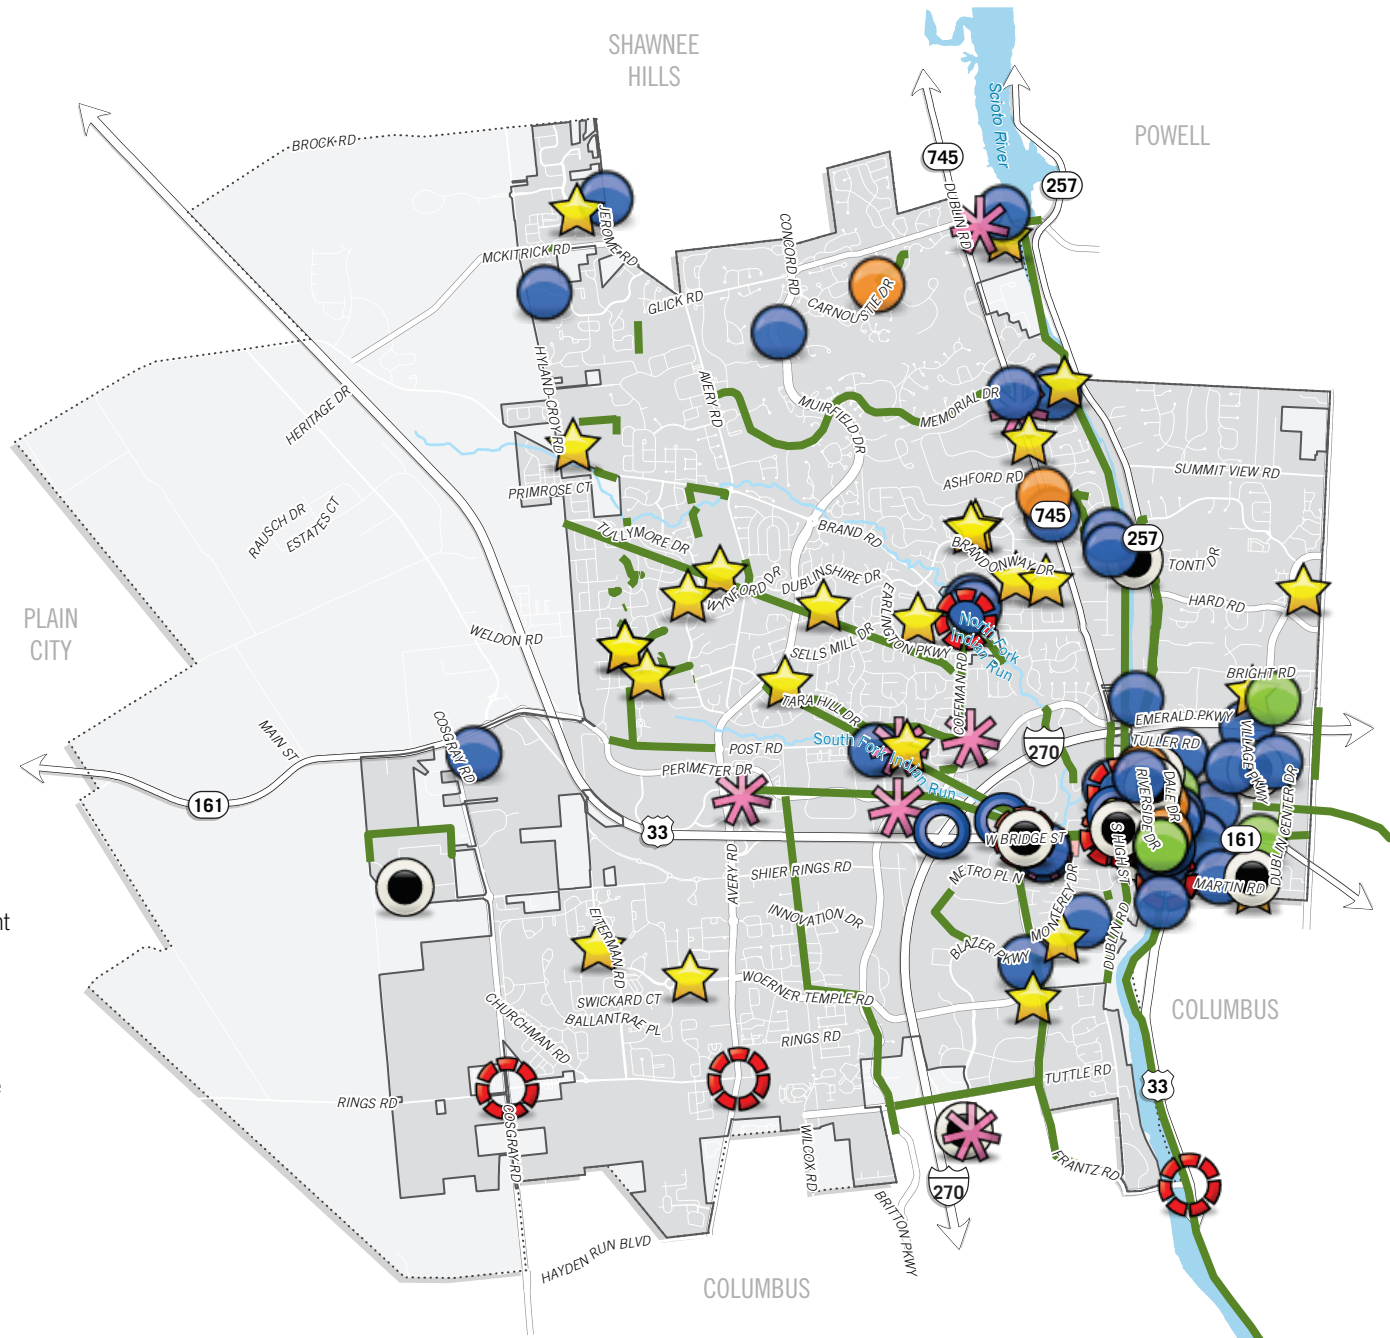 SHAWNEE
HILLS
POWELL
Scioto River
745
257
BROCK RD
DUBLIN RD
JEROME RD
CONCORD RD
MCKITRICK RD
GLICK RD
CARNOUSTIE DR
HERITAGE DR
HYLAND-CROY RD
AVERY RD
MUIRFIELD DR
MEMORIAL DR
SUMMIT VIEW RD
ASHFORD RD
PRIMROSE CT
RAUSCH DR
ESTATES CT
745
TULLYMORE DR
BRAND RD
257
BRANDONWAY DR
TONTI DR
WYNFORD DR
DUBLINSHIRE DR
EARLINGTON PKWY
HARD RD
PLAIN
CITY
WELDON RD
North Fork
Indian Run
SELLS MILL DR
COFFMAN RD
BRIGHT RD
TARA HILL DR
EMERALD PKWY
COSGRAY RD
MAIN ST
POST RD
South Fork Indian Run
270
TULLER RD
VILLAGE PKWY
PERIMETER DR
RIVERSIDE DR
DALE DR
DUBLIN CENTER DR
161
33
W BRIDGE ST
S HIGH ST
161
AVERY RD
SHIER RINGS RD
METRO PL N
MARTIN RD
MONTEREY DR
INNOVATION DR
EITERMAN RD
nt
BLAZER PKWY
DUBLIN RD
WOERNER TEMPLE RD
SWICKARD CT
BALLANTRAE PL
CHURCHMAN RD
COLUMBUS
RINGS RD
TUTTLE RD
33
RINGS RD
COSGRAY RD
WILCOX RD
FRANTZ RD
270
BRITTON PKWY
HAYDEN RUN BLVD
COLUMBUS